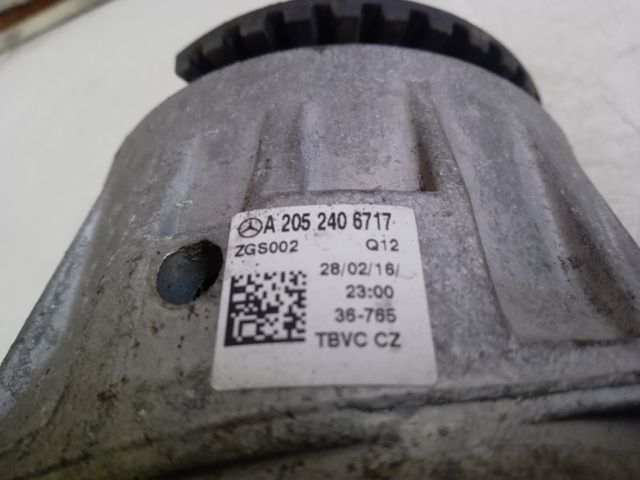 A 205 240 6717
ZGS002 Q12
28/02/16/
23:00
36-765
TBVC CZ